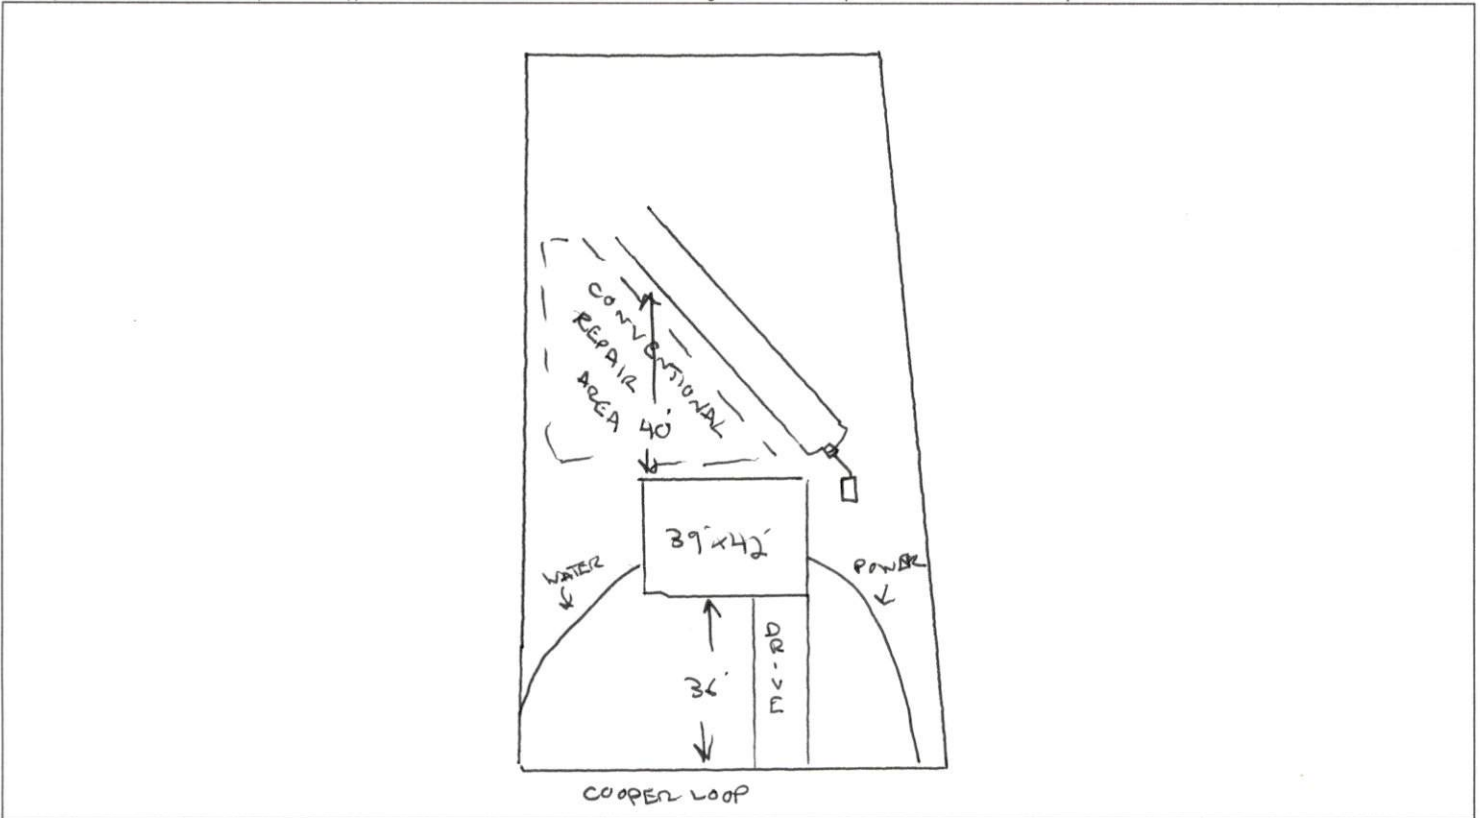 CONVENTIONAL
REPAIR
AREA
40'
39'x42'
WATER
POWER
DRIVE
36'
COOPER LOOP